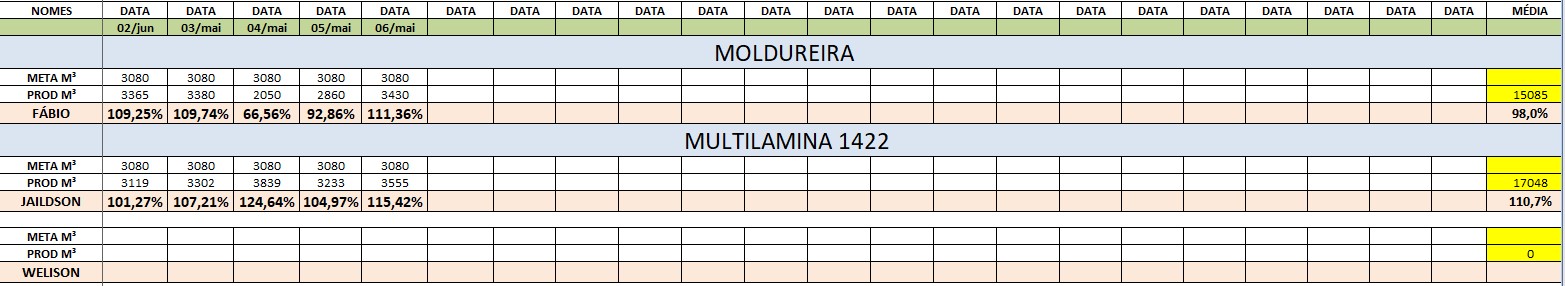 NOMES DATA DATA DATA DATA DATA DATA DATA DATA DATA DATA DATA DATA DATA DATA DATA DATA DATA DATA DATA DATA DATA DATA MÉDIA
02/jun 03/mai 04/mai 05/mai 06/mai
MOLDUREIRA
META M³ 3080 3080 3080 3080 3080
PROD M³ 3365 3380 2050 2860 3430 15085
FÁBIO 109,25% 109,74% 66,56% 92,86% 111,36% 98,0%
MULTILAMINA 1422
META M³ 3080 3080 3080 3080 3080
PROD M³ 3119 3302 3839 3233 3555 17048
JAILDSON 101,27% 107,21% 124,64% 104,97% 115,42% 110,7%
META M³
PROD M³ 0
WELISON